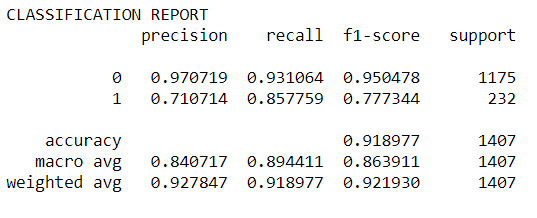 CLASSIFICATION REPORT
precision recall f1-score support
0 0.970719 0.931064 0.950478 1175
1 0.710714 0.857759 0.777344 232
accuracy 0.918977 1407
macro avg 0.840717 0.894411 0.863911 1407
weighted avg 0.927847 0.918977 0.921930 1407